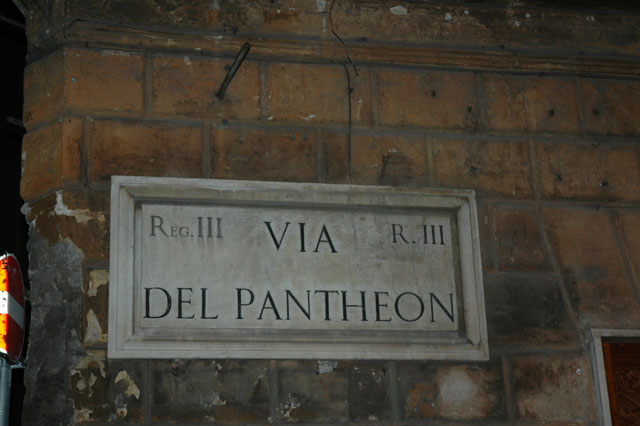 REG. III VIA R. III
DEL PANTHEON